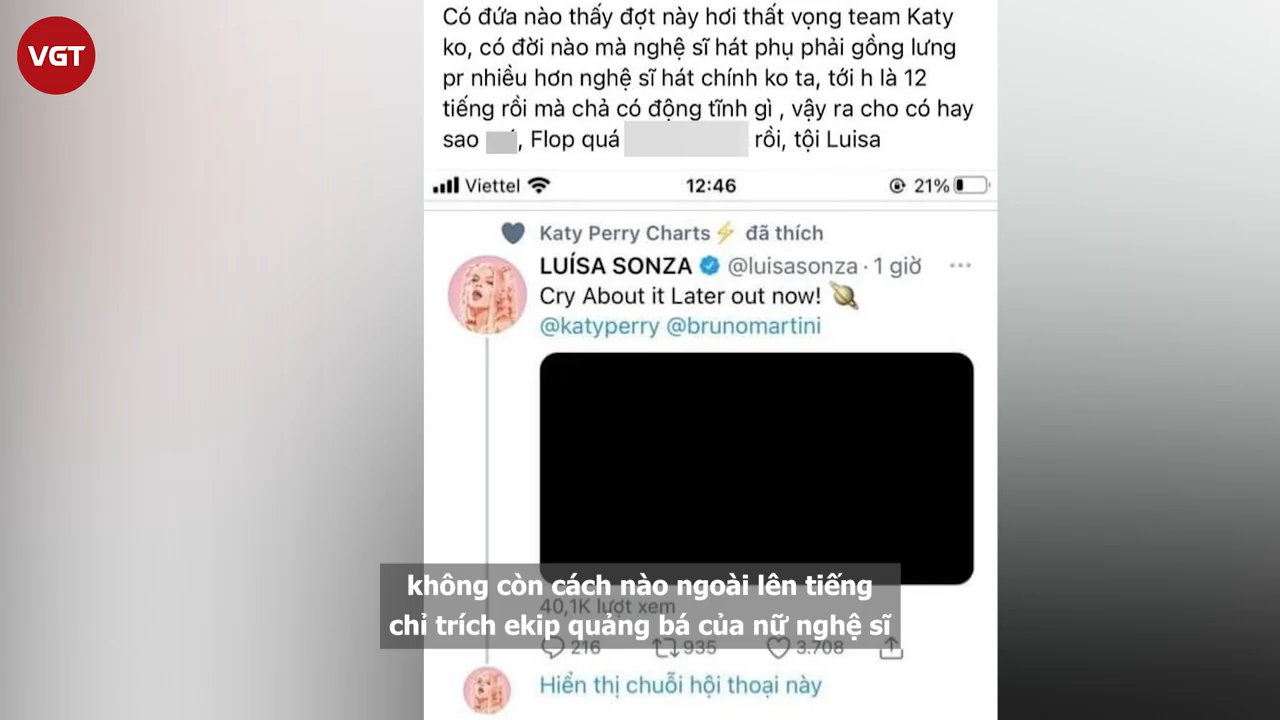 VGT
Có đứa nào thấy đợt này hơi thất vọng team Katy
ko, có đời nào mà nghệ sĩ hát phụ phải gồng lưng
pr nhiều hơn nghệ sĩ hát chính ko ta, tới h là 12
tiếng rồi mà chả có động tĩnh gì , vậy ra cho có hay
sao , Flop quá rồi, tội Luisa
Viettel 12:46 21%
Katy Perry Charts⚡ đã thích
LUÍSA SONZA @luisasonza · 1 giờ
Cry About it Later out now! 🪐
@katyperry @brunomartini
không còn cách nào ngoài lên tiếng
40,1K lượt xem
chỉ trích ekip quảng bá của nữ nghệ sĩ
216 935 3.708
Hiển thị chuỗi hội thoại này